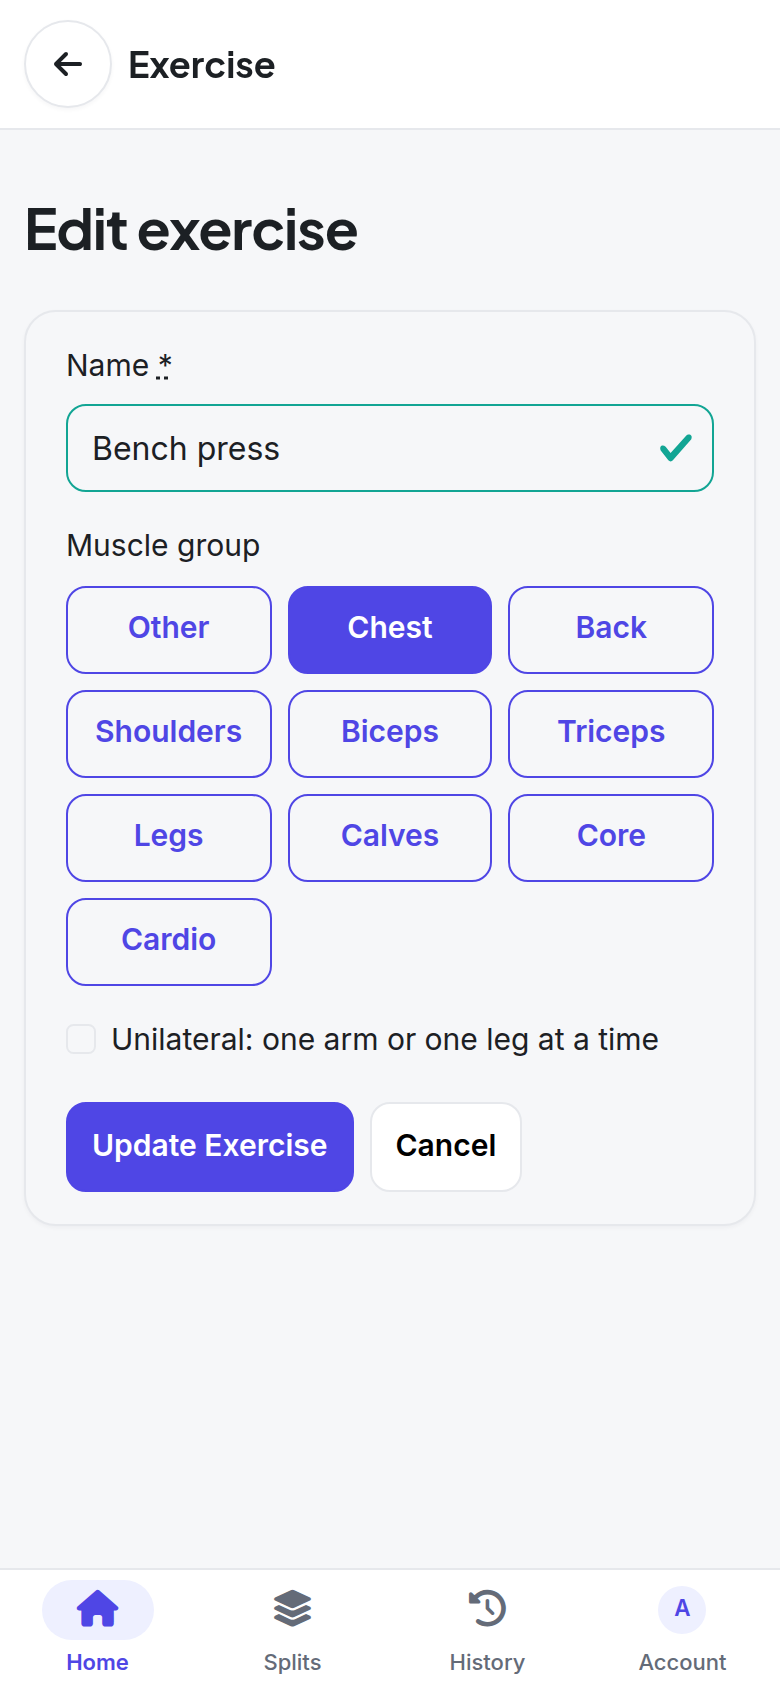 Exercise
Edit exercise
Name *
Bench press
Muscle group
Other
Chest
Back
Shoulders
Biceps
Triceps
Legs
Calves
Core
Cardio
Unilateral: one arm or one leg at a time
Update Exercise
Cancel
A
Home
Splits
History
Account